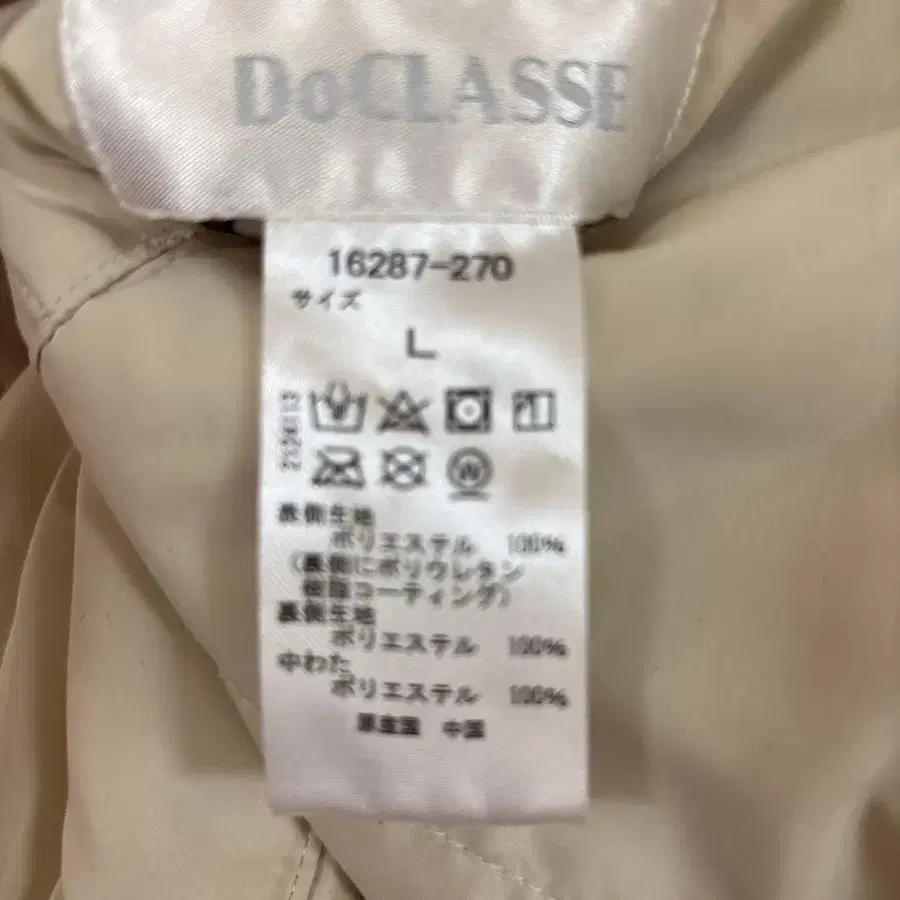 DoCLASSE
16287-270
サイズ
L
W
表側生地
ポリエステル 100%
(裏側にポリウレタン
樹脂コーティング)
裏側生地
ポリエステル 100%
中わた
ポリエステル 100%
原産国 中国